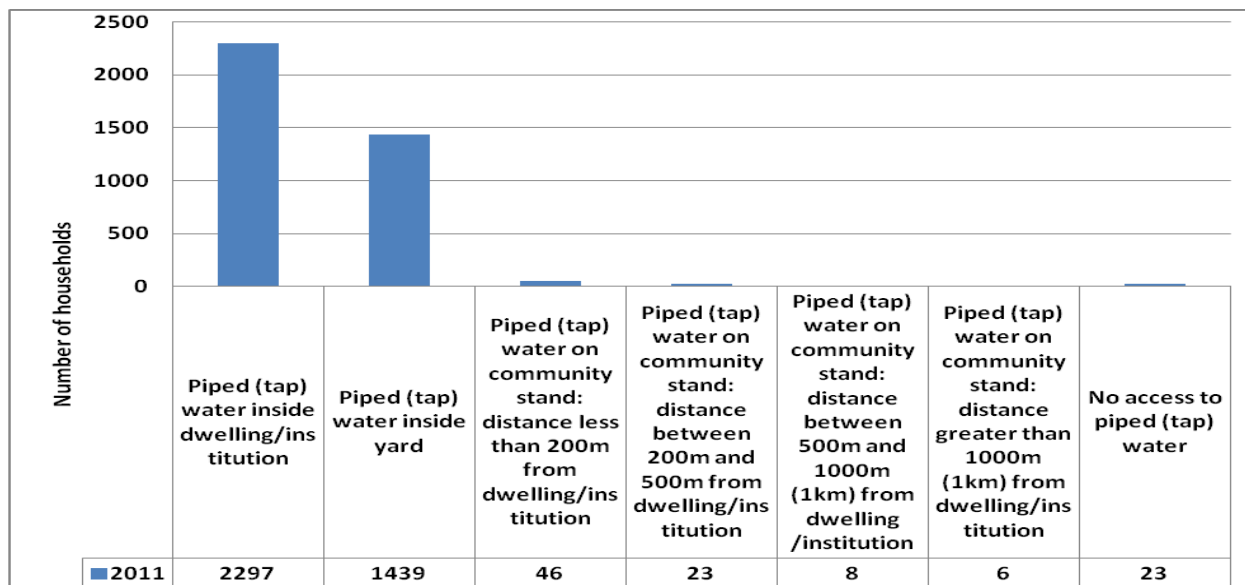 2500
2000
1500
1000
500
0
Number of households
Piped (tap)
water inside
dwelling/ins
titution
Piped (tap)
water inside
yard
Piped (tap)
water on
community
stand:
distance less
than 200m
from
dwelling/ins
titution
Piped (tap)
water on
community
stand:
distance
between
200m and
500m from
dwelling/ins
titution
Piped (tap)
water on
community
stand:
distance
between
500m and
1000m
(1km) from
dwelling
/institution
Piped (tap)
water on
community
stand:
distance
greater than
1000m
(1km) from
dwelling/ins
titution
No access to
piped (tap)
water
2011 2297 1439 46 23 8 6 23